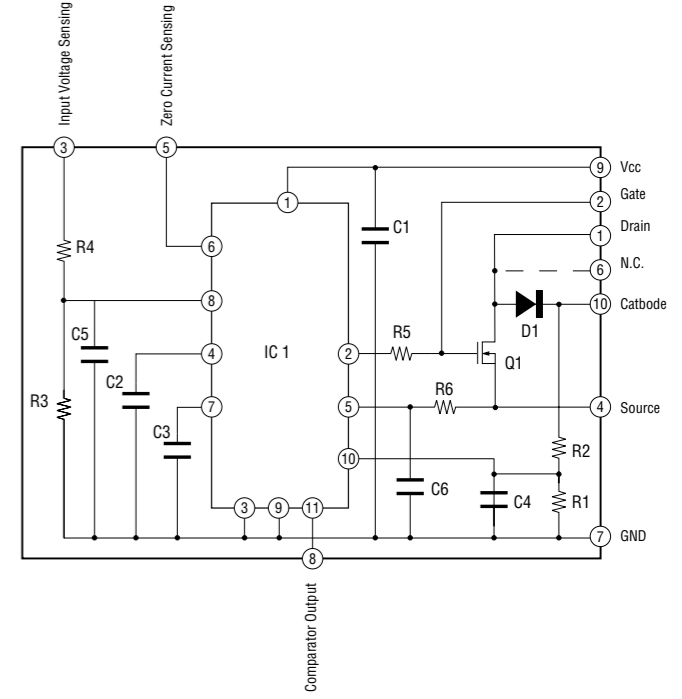 Input Voltage Sensing
Zero Current Sensing
3
5
9
Vcc
1
2
Gate
C1
1
Drain
R4
6
6
N.C.
8
10
Catbode
D1
C5
R5
IC 1
C2
4
2
Q1
R3
R6
7
5
4
Source
C3
10
R2
C6
C4
R1
3
9
11
7
GND
8
Comparator Output